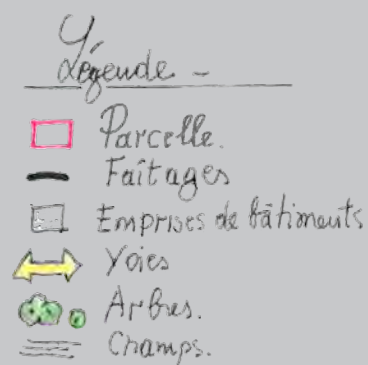 Légende -
Parcelle.
Faîtages
Emprises de bâtiments
Voies
Arbres.
Champs.